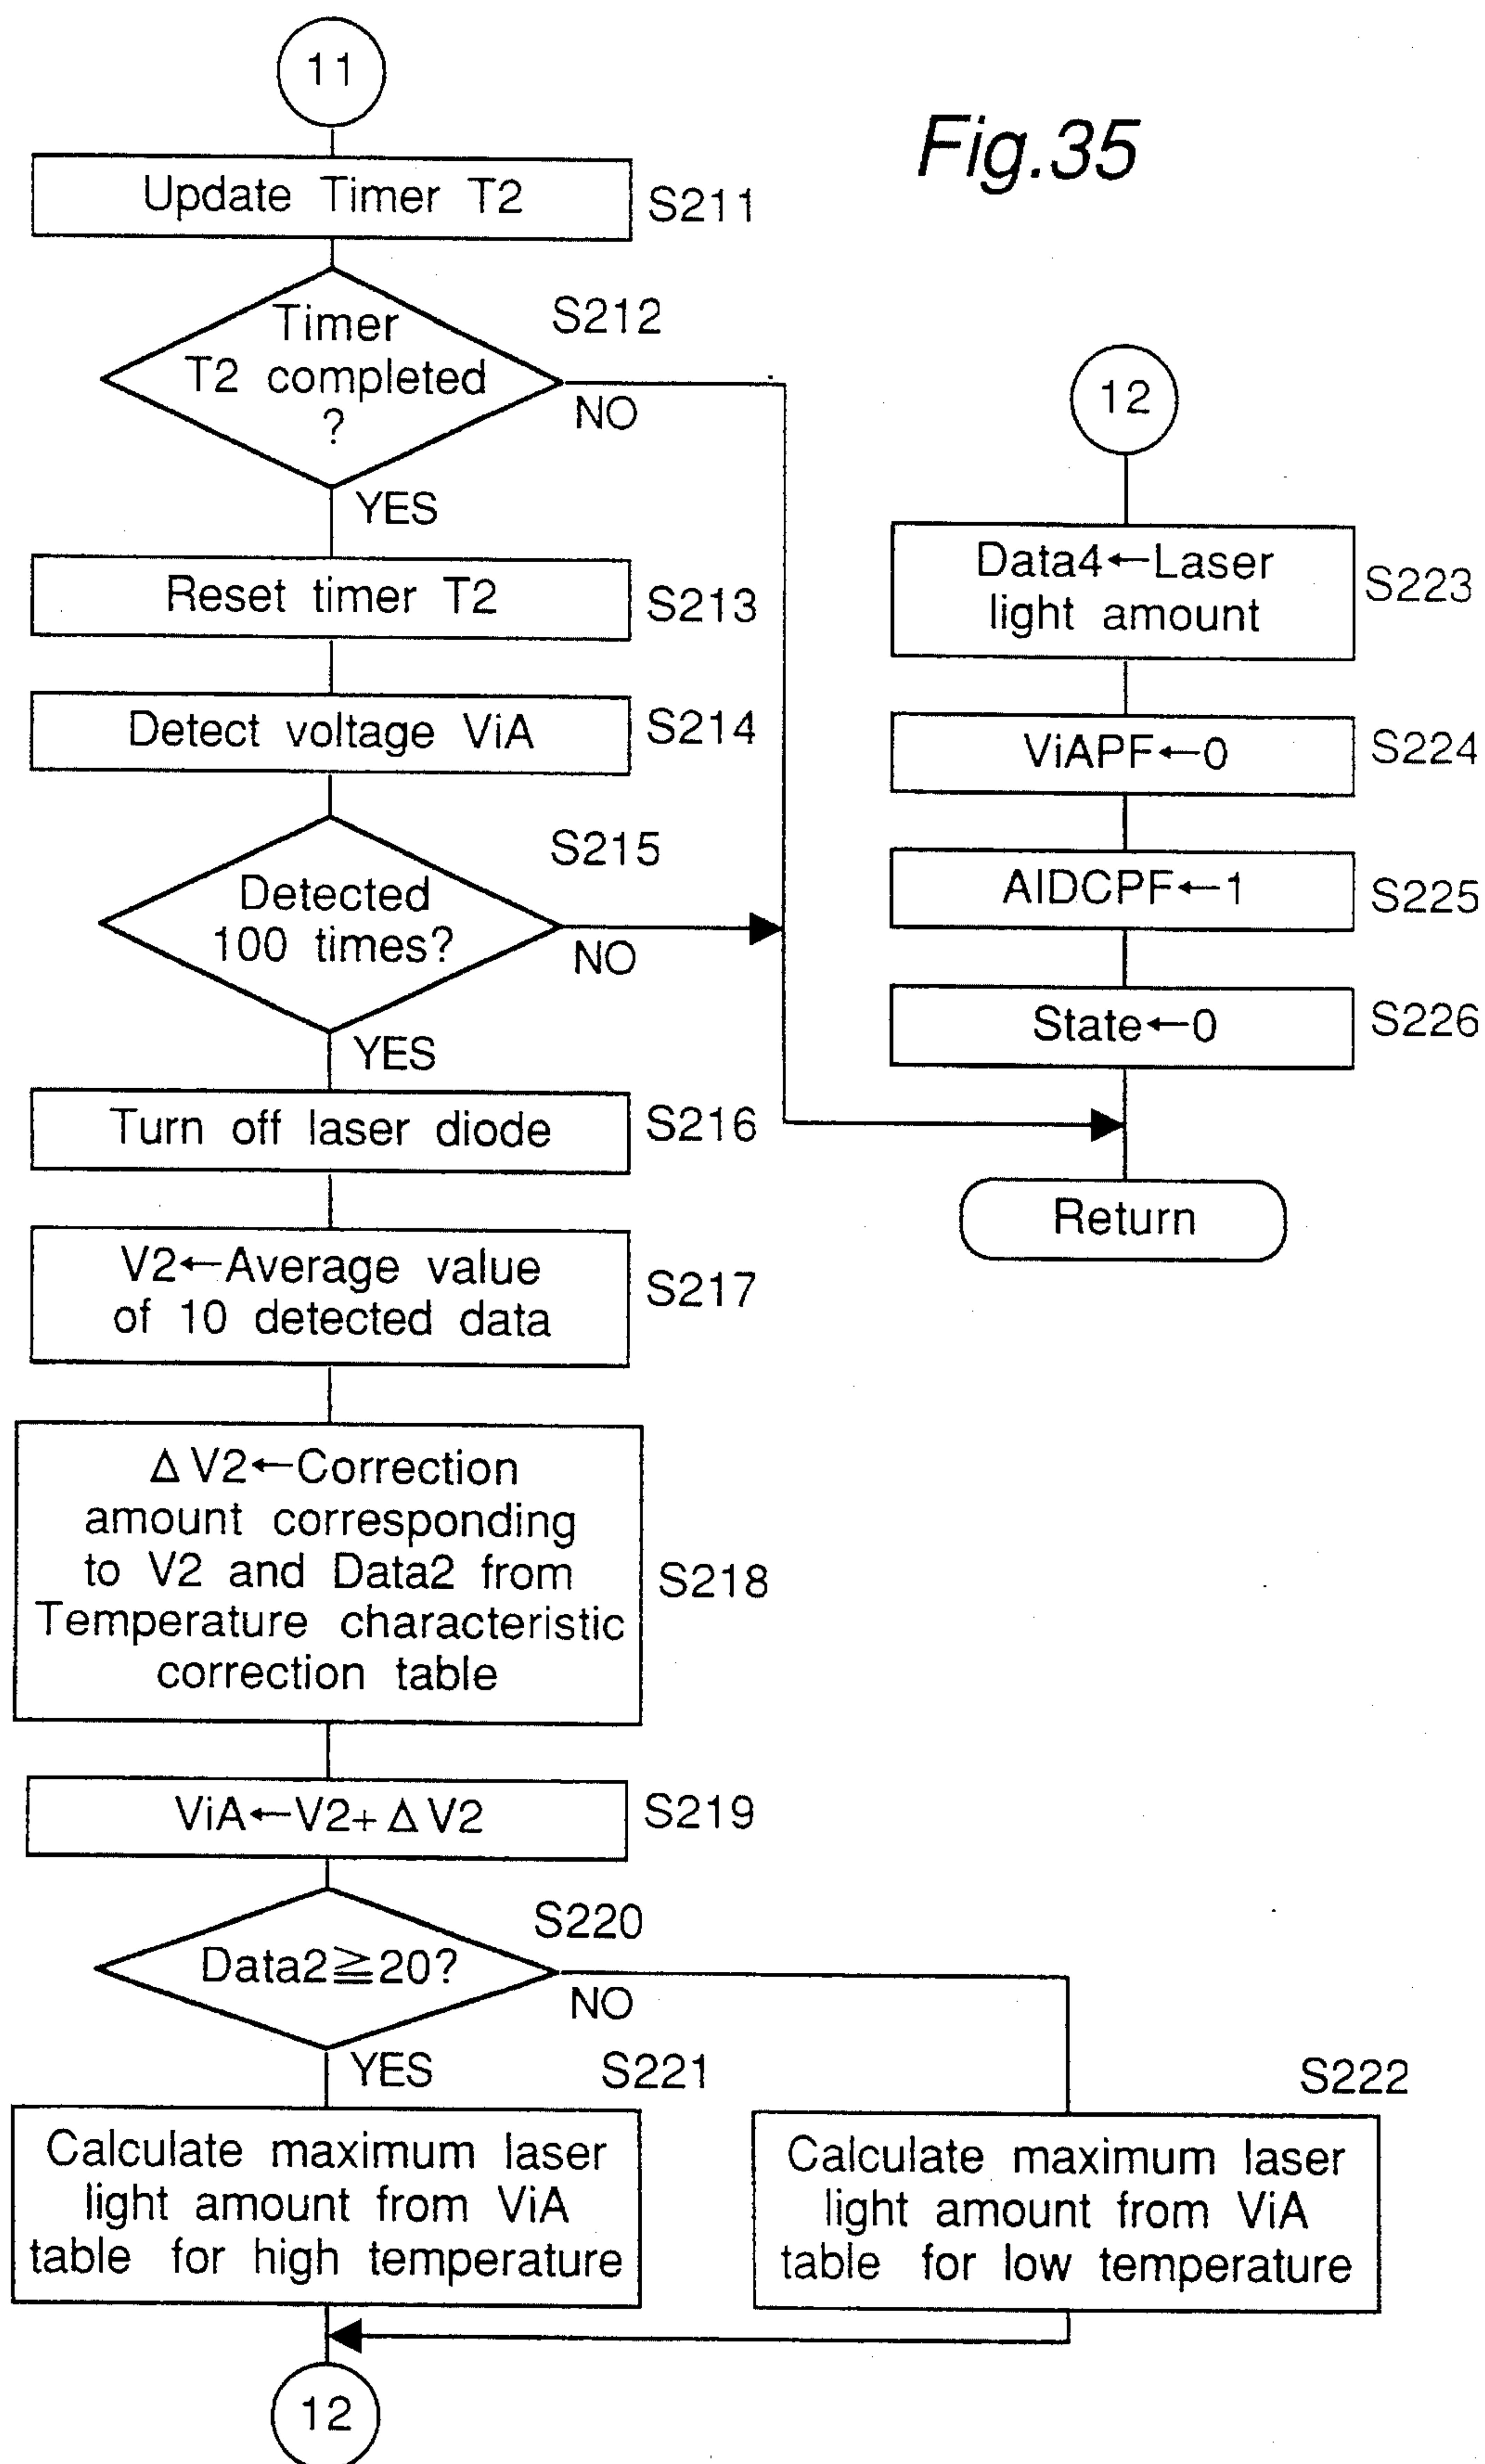 11
Fig.35
Update Timer T2
S211
Timer
T2 completed
?
S212
NO
YES
Reset timer T2
S213
Detect voltage ViA
S214
Detected
100 times?
S215
NO
YES
Turn off laser diode
S216
V2←Average value
of 10 detected data
S217
ΔV2←Correction
amount corresponding
to V2 and Data2 from
Temperature characteristic
correction table
S218
ViA←V2+ΔV2
S219
Data2≧20?
S220
NO
YES
S221
Calculate maximum laser
light amount from ViA
table for high temperature
S222
Calculate maximum laser
light amount from ViA
table for low temperature
12
12
Data4←Laser
light amount
S223
ViAPF←0
S224
AIDCPF←1
S225
State←0
S226
Return